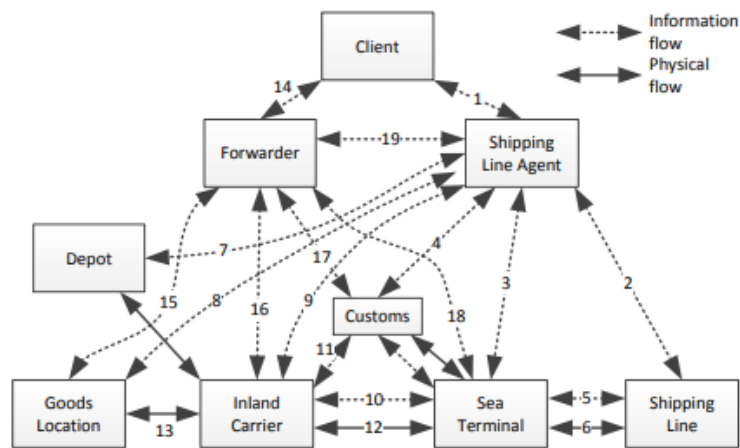 Client
Information
flow
Physical
flow
14
1
Forwarder
19
Shipping
Line Agent
Depot
7
17
4
3
2
15
8
16
9
18
Customs
11
Goods
Location
13
Inland
Carrier
10
12
Sea
Terminal
5
6
Shipping
Line